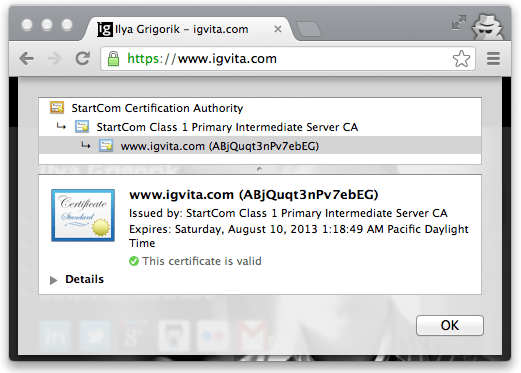 ig Ilya Grigorik – igvita.com
https://www.igvita.com
StartCom Certification Authority
StartCom Class 1 Primary Intermediate Server CA
www.igvita.com (ABjQuqt3nPv7ebEG)
Ilya Grigorik
Certificate
Standard
www.igvita.com (ABjQuqt3nPv7ebEG)
Issued by: StartCom Class 1 Primary Intermediate Server CA
Expires: Saturday, August 10, 2013 1:18:49 AM Pacific Daylight
Time
This certificate is valid
Details
OK